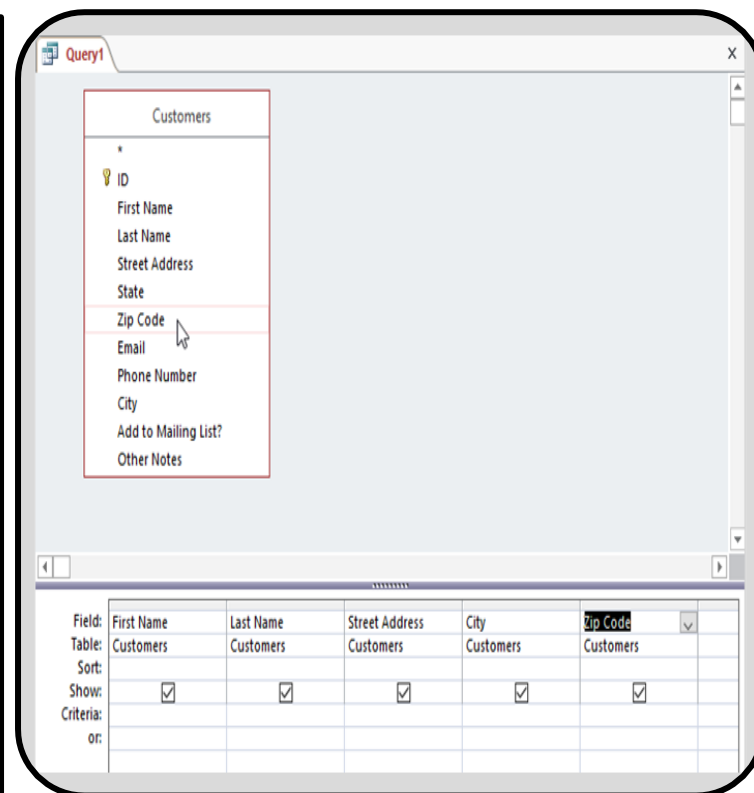 Query1 X
Customers
*
ID
First Name
Last Name
Street Address
State
Zip Code
Email
Phone Number
City
Add to Mailing List?
Other Notes
Field: First Name Last Name Street Address City Zip Code
Table: Customers Customers Customers Customers Customers
Sort:
Show:
Criteria:
or: